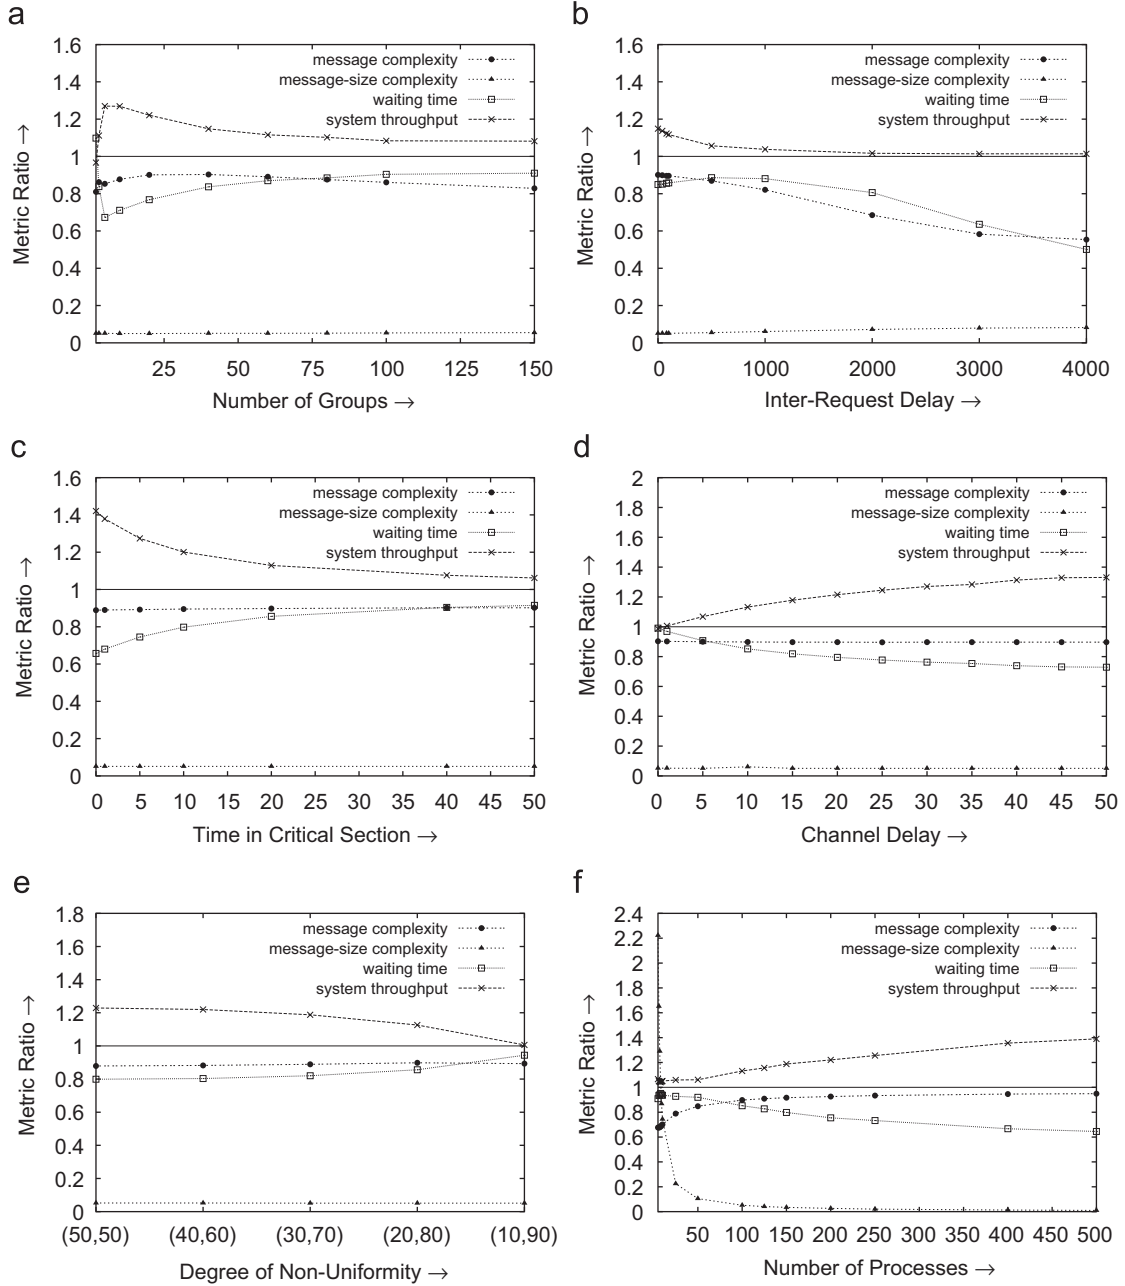 a
1.6
1.4
1.2
1
0.8
0.6
0.4
0.2
0
message complexity
message-size complexity
waiting time
system throughput
Metric Ratio →
25 50 75 100 125 150
Number of Groups →
b
1.6
1.4
1.2
1
0.8
0.6
0.4
0.2
0
message complexity
message-size complexity
waiting time
system throughput
Metric Ratio →
0 1000 2000 3000 4000
Inter-Request Delay →
c
1.6
1.4
1.2
1
0.8
0.6
0.4
0.2
0
message complexity
message-size complexity
waiting time
system throughput
Metric Ratio →
0 5 10 15 20 25 30 35 40 45 50
Time in Critical Section →
d
2
1.8
1.6
1.4
1.2
1
0.8
0.6
0.4
0.2
0
message complexity
message-size complexity
waiting time
system throughput
Metric Ratio →
0 5 10 15 20 25 30 35 40 45 50
Channel Delay →
e
1.8
1.6
1.4
1.2
1
0.8
0.6
0.4
0.2
0
message complexity
message-size complexity
waiting time
system throughput
Metric Ratio →
(50,50) (40,60) (30,70) (20,80) (10,90)
Degree of Non-Uniformity →
f
2.4
2.2
2
1.8
1.6
1.4
1.2
1
0.8
0.6
0.4
0.2
0
message complexity
message-size complexity
waiting time
system throughput
Metric Ratio →
50 100 150 200 250 300 350 400 450 500
Number of Processes →